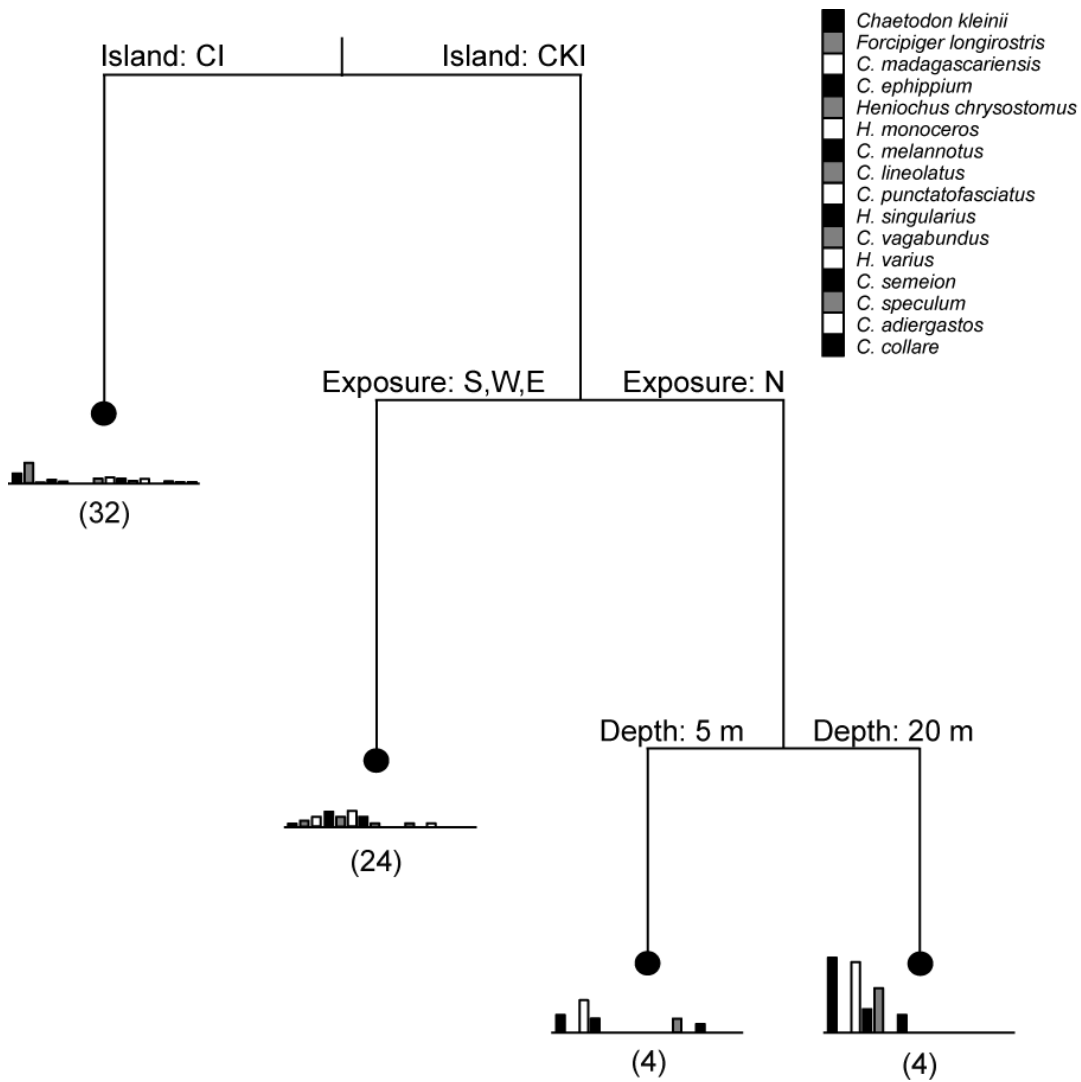 Island: CI
Island: CKI
Chaetodon kleinii
Forcipiger longirostris
C. madagascariensis
C. ephippium
Heniochus chrysostomus
H. monoceros
C. melannotus
C. lineolatus
C. punctatofasciatus
H. singularius
C. vagabundus
H. varius
C. semeion
C. speculum
C. adiergastos
C. collare
Exposure: S,W,E
Exposure: N
(32)
Depth: 5 m
Depth: 20 m
(24)
(4)
(4)